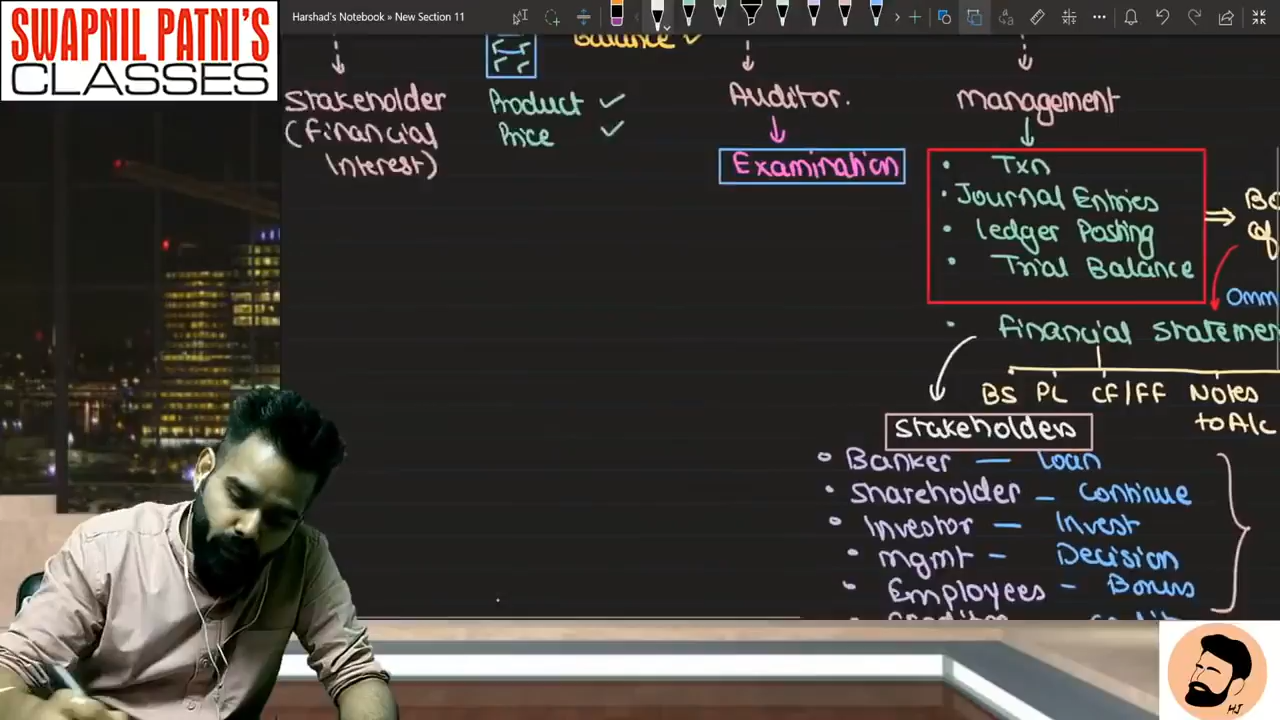 SWAPNIL PATNI'S
CLASSES
Harshad's Notebook » New Section 11
Balance ✓
Stakeholder
(Financial
Interest)
Product ✓
Price ✓
Auditor.
Examination
management
• Txn
• Journal Entries
• Ledger Posting
• Trial Balance
• Financial Statemen
BS PL CF/FF Notes
to A/c
Stakeholders
• Banker — Loan
• Shareholder - Continue
• Investor — Invest
• mgmt - Decision
• Employees - Bonus
HJ